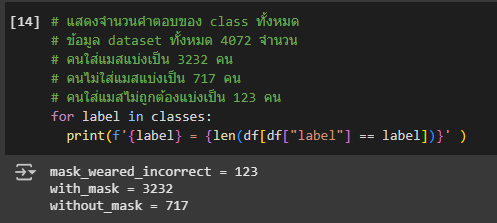 [14] # แสดงจำนวนคำตอบของ class ทั้งหมด
# ข้อมูล dataset ทั้งหมด 4072 จำนวน
# คนใส่แมสแบ่งเป็น 3232 คน
# คนไม่ใส่แมสแบ่งเป็น 717 คน
# คนใส่แมสไม่ถูกต้องแบ่งเป็น 123 คน
for label in classes:
  print(f'{label} = {len(df[df["label"] == label])}' )
mask_weared_incorrect = 123
with_mask = 3232
without_mask = 717